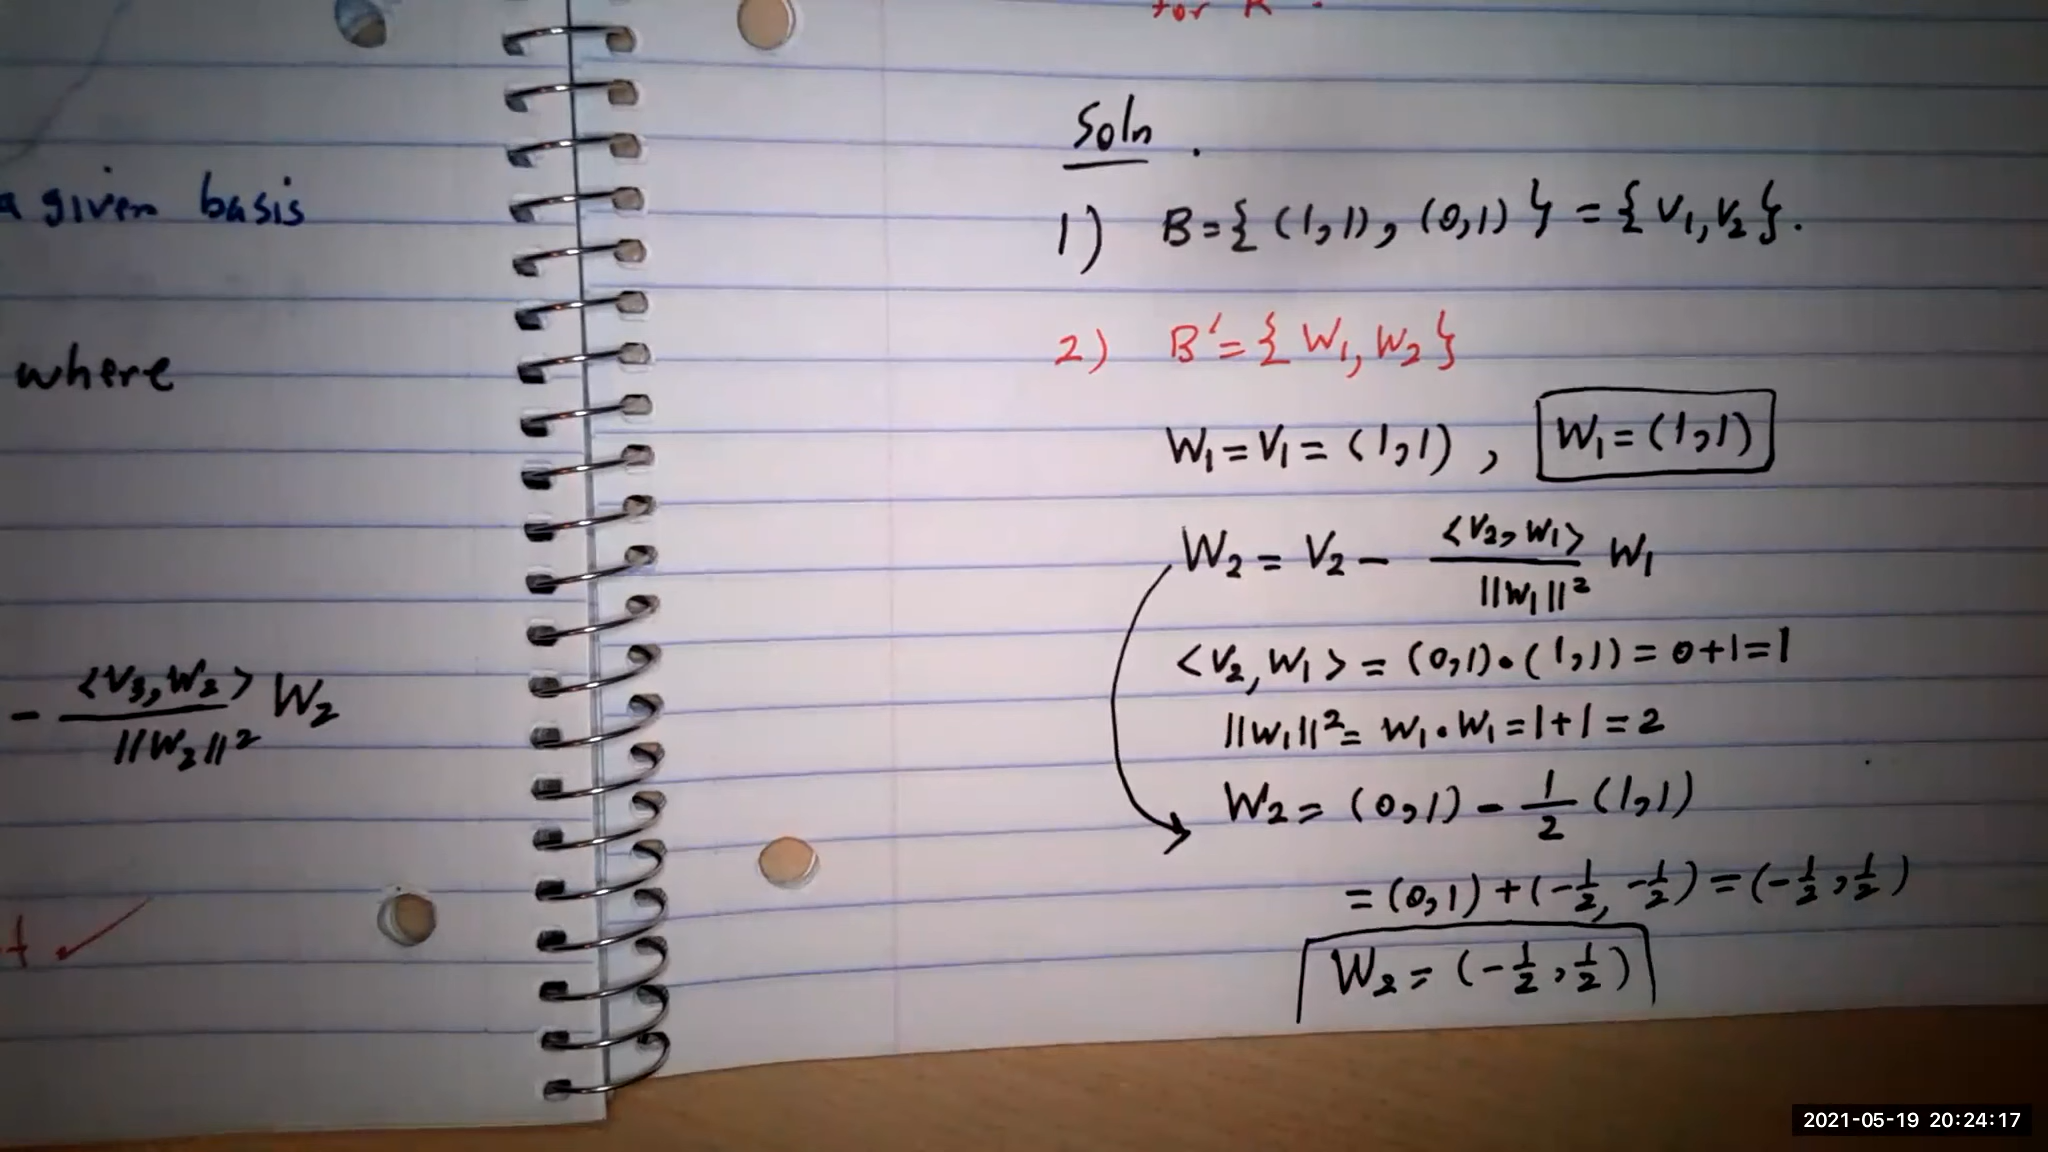 a given basis
where
- <V3, W2> / ||W2||² W2
for R
Soln.
1) B = { (1,1), (0,1) } = { V1, V2 }.
2) B' = { W1, W2 }
W1 = V1 = (1,1) , W1 = (1,1)
W2 = V2 - <V2, W1> / ||W1||² W1
<V2, W1> = (0,1)•(1,1) = 0+1=1
||W1||² = W1•W1 = 1+1 = 2
W2 = (0,1) - 1/2 (1,1)
= (0,1) + (-1/2, -1/2) = (-1/2, 1/2)
W2 = (-1/2, 1/2)
2021-05-19 20:24:17